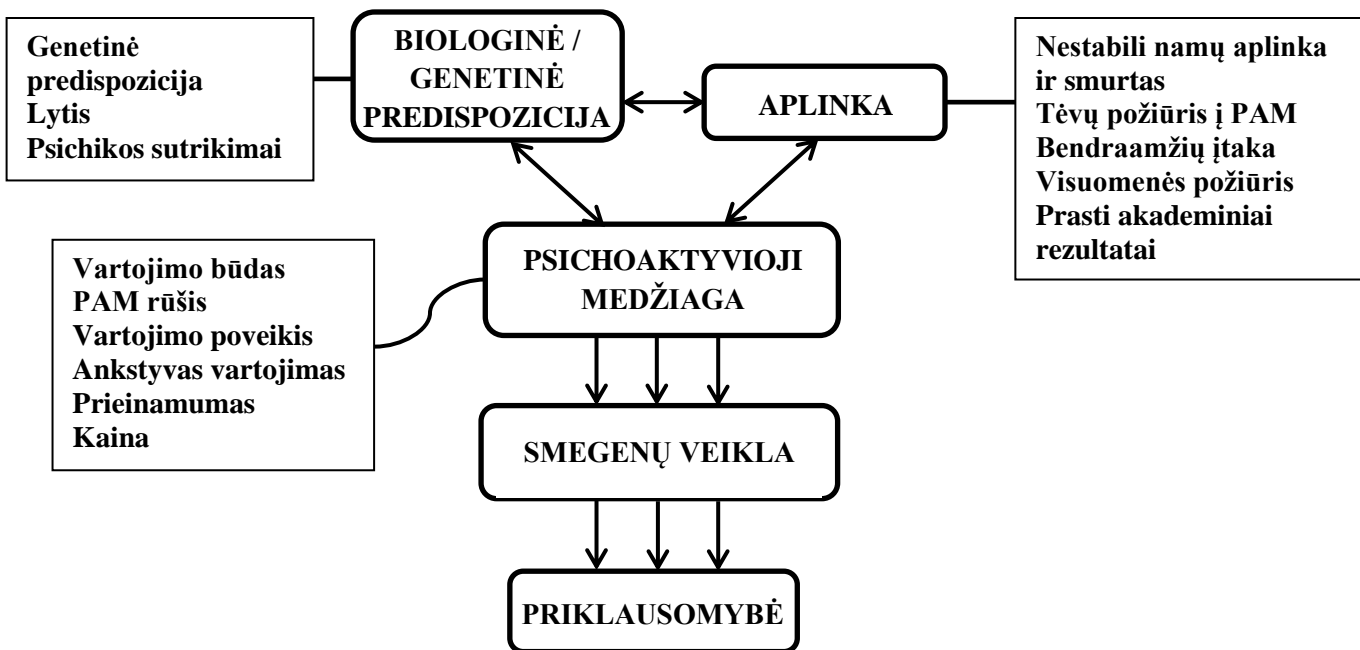 Genetinė
predispozicija
Lytis
Psichikos sutrikimai
BIOLOGINĖ /
GENETINĖ
PREDISPOZICIJA
APLINKA
Nestabili namų aplinka
ir smurtas
Tėvų požiūris į PAM
Bendraamžių įtaka
Visuomenės požiūris
Prasti akademiniai
rezultatai
PSICHOAKTYVIOJI
MEDŽIAGA
Vartojimo būdas
PAM rūšis
Vartojimo poveikis
Ankstyvas vartojimas
Prieinamumas
Kaina
SMEGENŲ VEIKLA
PRIKLAUSOMYBĖ